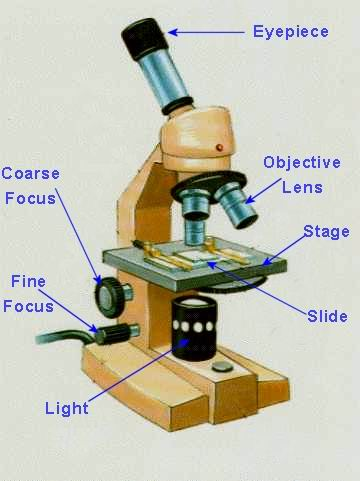 Eyepiece
Coarse
Focus
Objective
Lens
Stage
Fine
Focus
Slide
Light